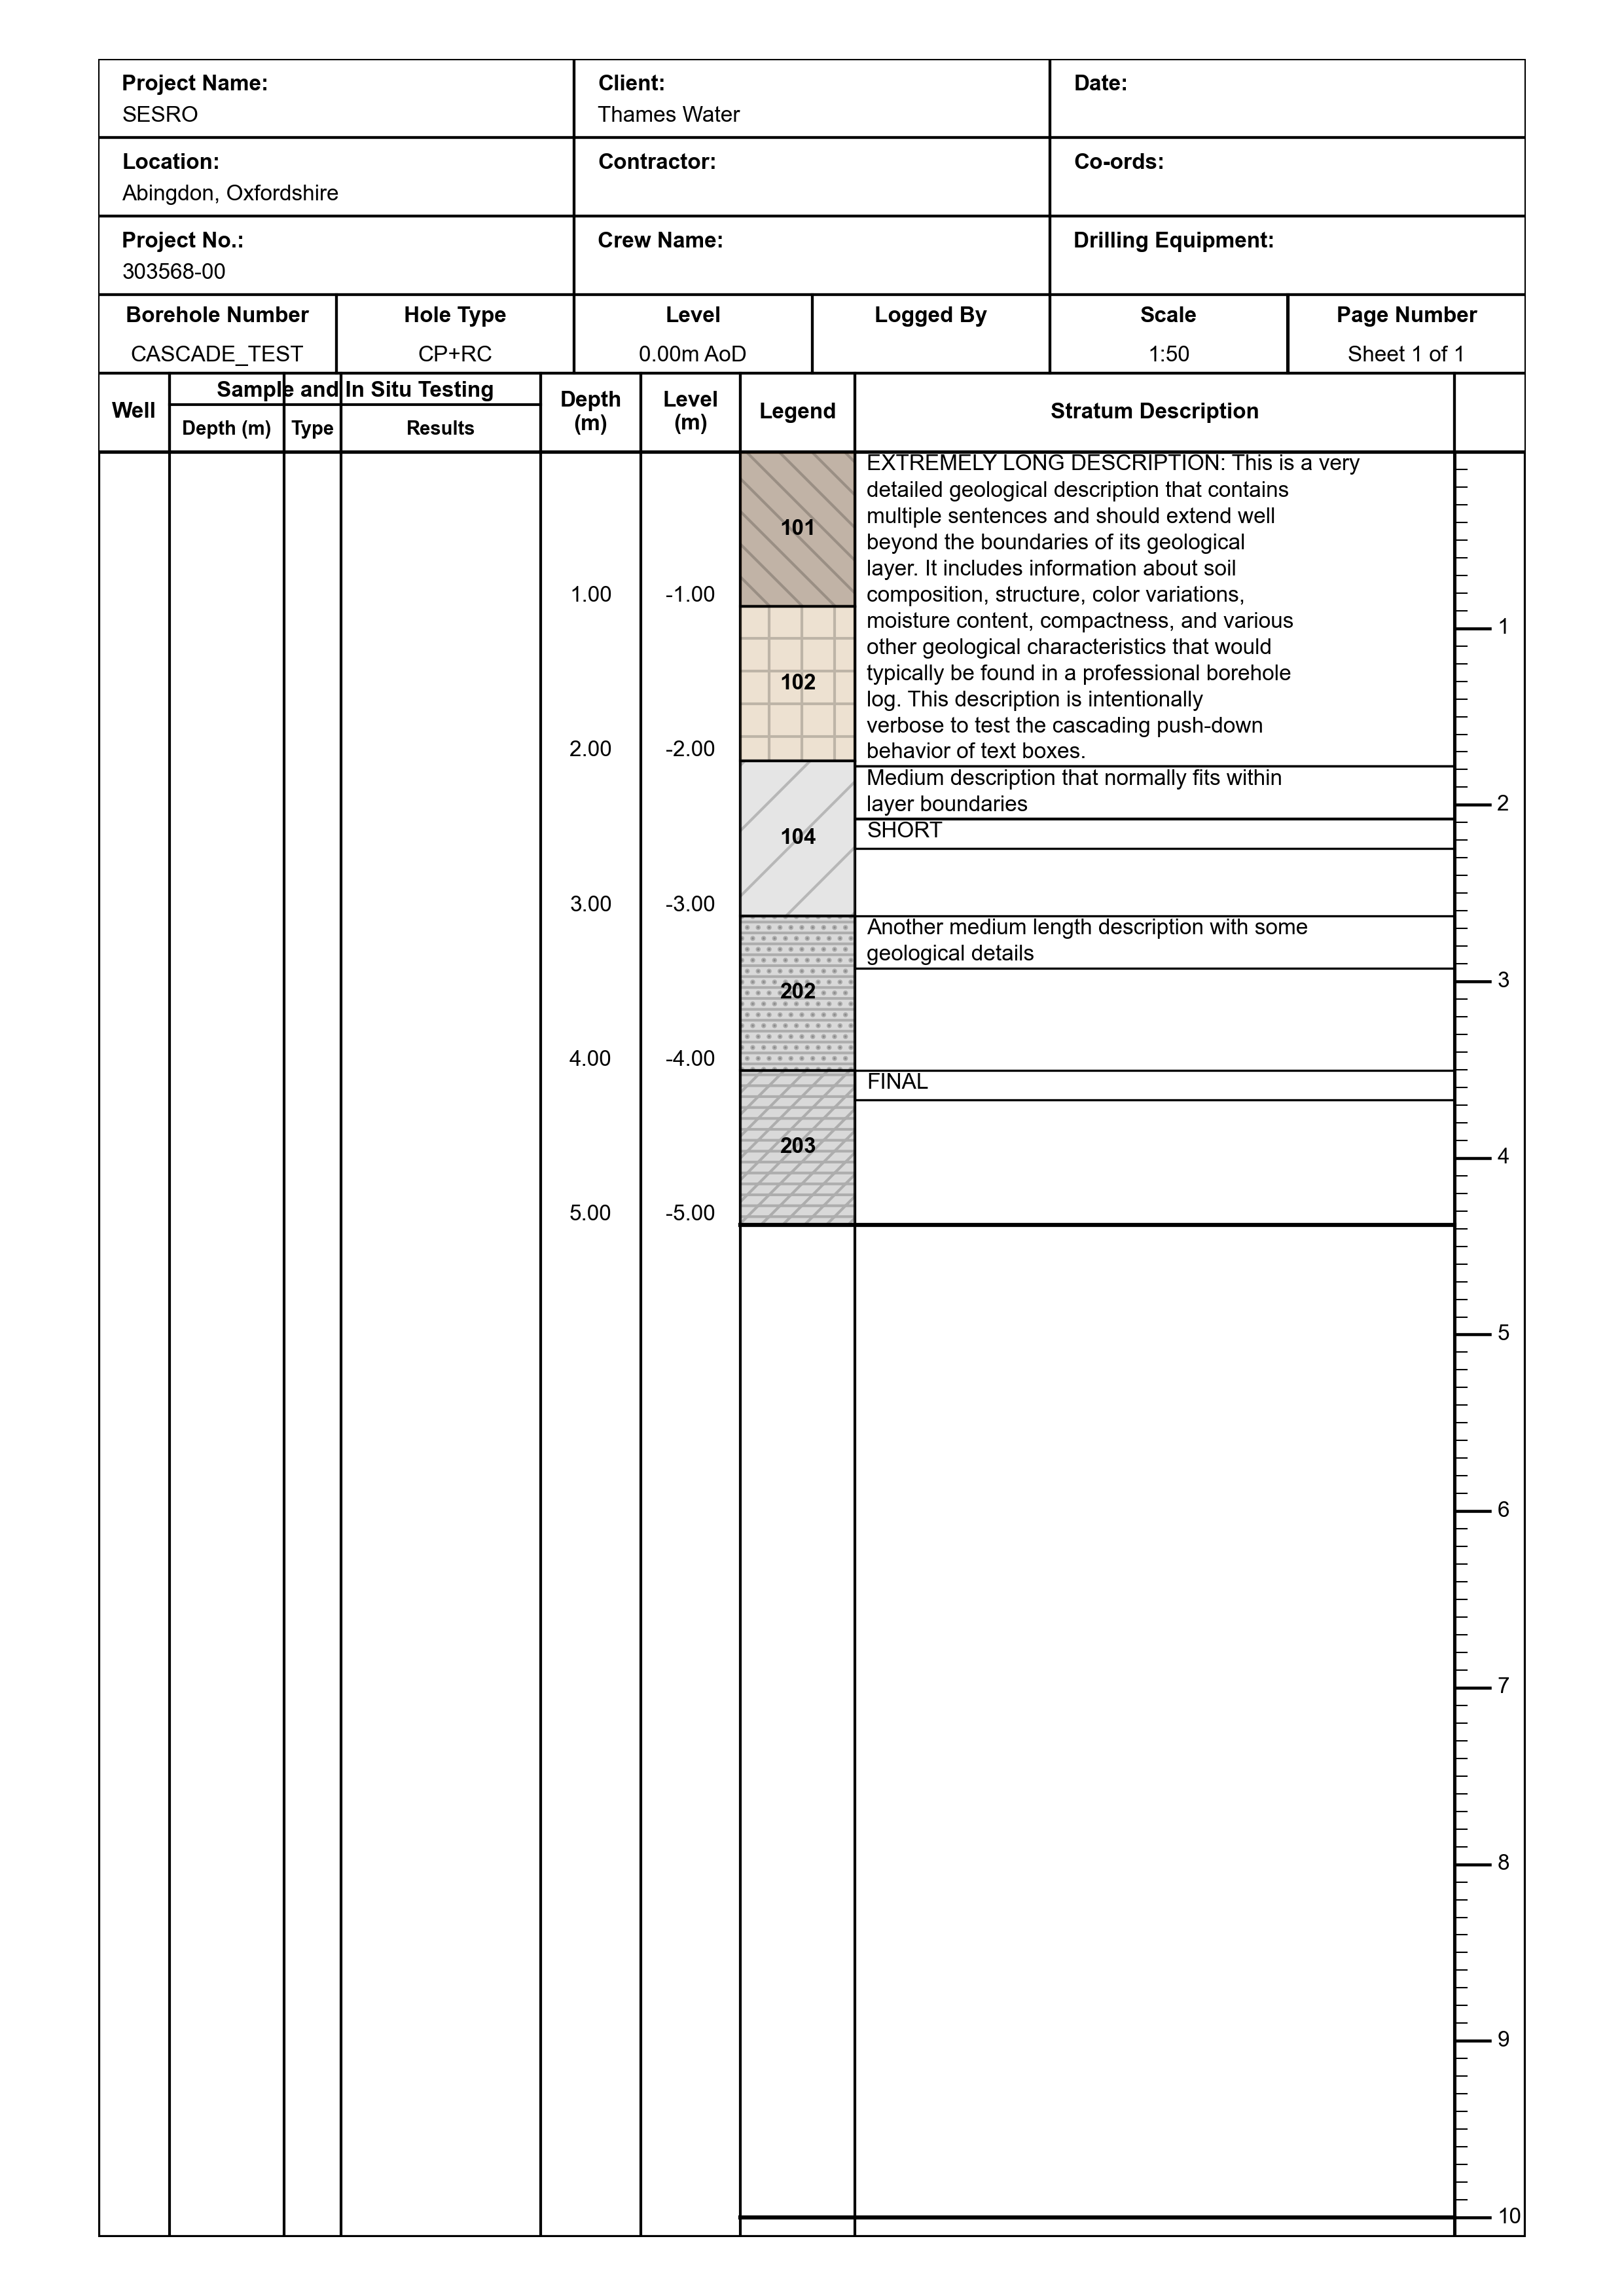 Project Name:
SESRO
Client:
Thames Water
Date:
Location:
Abingdon, Oxfordshire
Contractor:
Co-ords:
Project No.:
303568-00
Crew Name:
Drilling Equipment:
Borehole Number
CASCADE_TEST
Hole Type
CP+RC
Level
0.00m AoD
Logged By
Scale
1:50
Page Number
Sheet 1 of 1
Well
Sample and In Situ Testing
Depth (m)
Type
Results
Depth
(m)
Level
(m)
Legend
Stratum Description
101
EXTREMELY LONG DESCRIPTION: This is a very
detailed geological description that contains
multiple sentences and should extend well
beyond the boundaries of its geological
layer. It includes information about soil
composition, structure, color variations,
moisture content, compactness, and various
other geological characteristics that would
typically be found in a professional borehole
log. This description is intentionally
verbose to test the cascading push-down
behavior of text boxes.
1.00 -1.00
102
2.00 -2.00
Medium description that normally fits within
layer boundaries
104
SHORT
3.00 -3.00
Another medium length description with some
geological details
202
4.00 -4.00
FINAL
203
5.00 -5.00
1
2
3
4
5
6
7
8
9
10